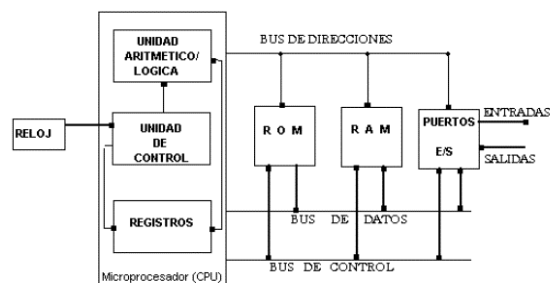 UNIDAD
ARITMETICO/
LOGICA
BUS DE DIRECCIONES
RELOJ
UNIDAD
DE
CONTROL
R O M
R A M
PUERTOS
E/S
ENTRADAS
SALIDAS
REGISTROS
BUS DE DATOS
BUS DE CONTROL
Microprocesador (CPU)